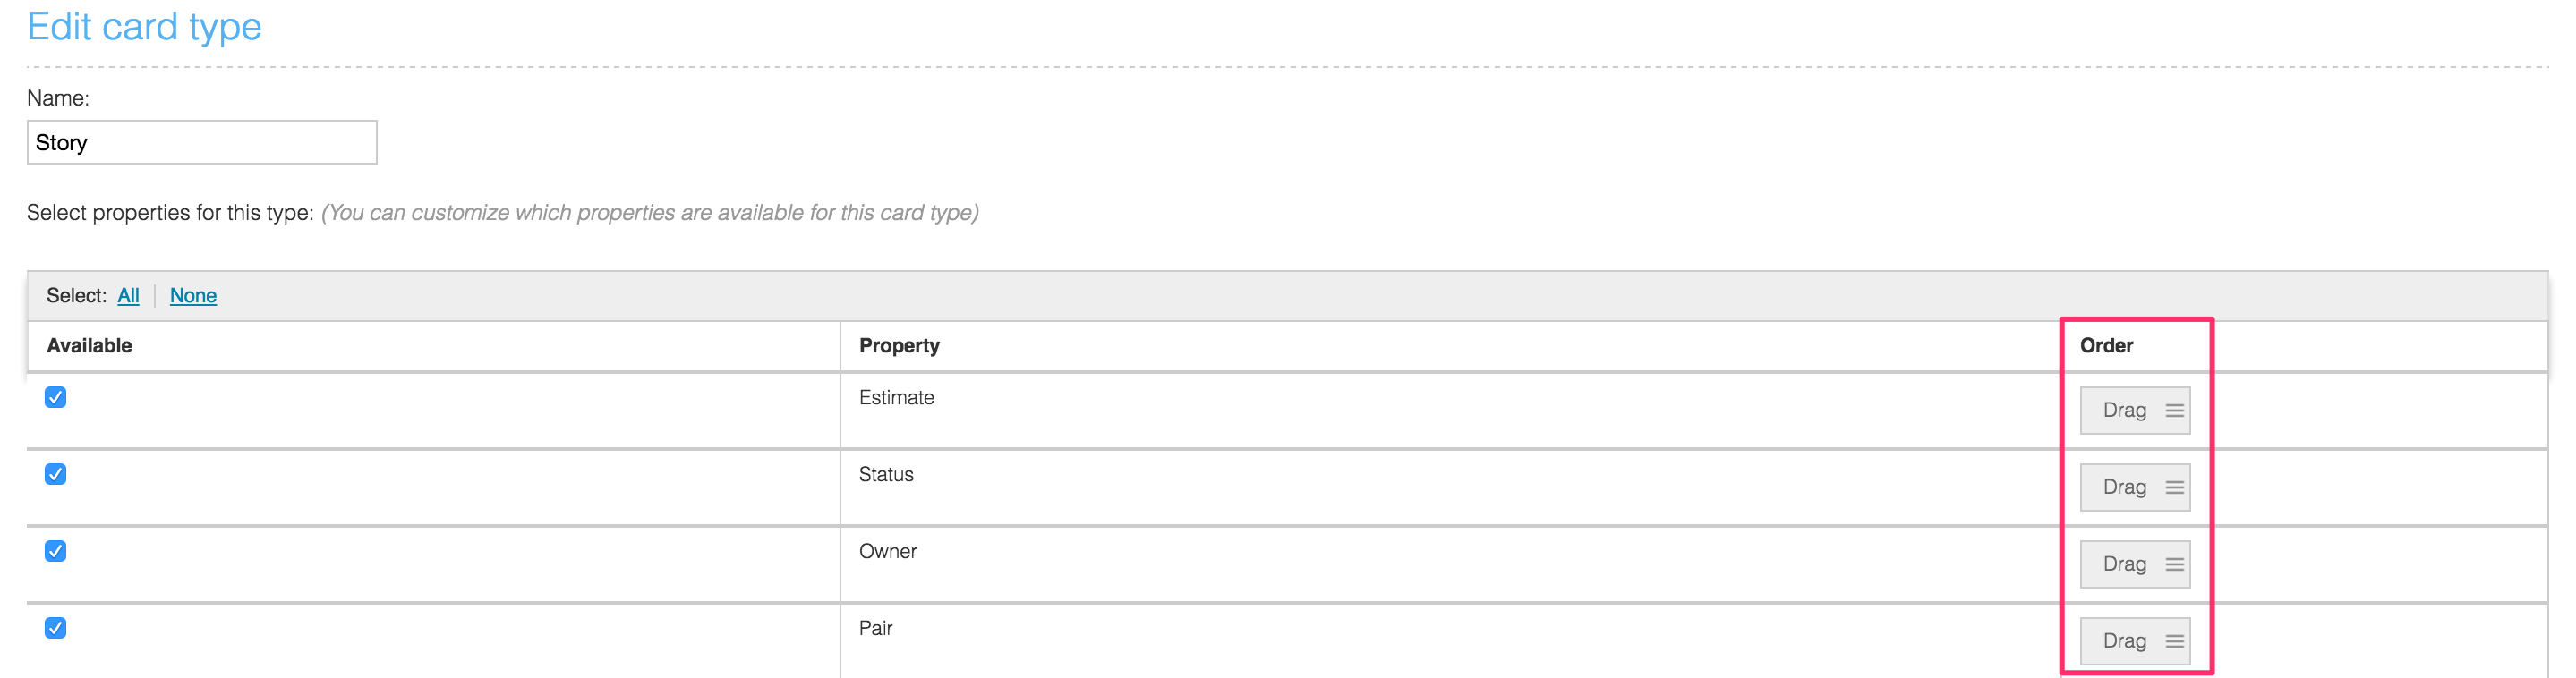 Edit card type
Name:
Story
Select properties for this type: (You can customize which properties are available for this card type)
Select: All None
Available Property Order
Estimate Drag
Status Drag
Owner Drag
Pair Drag